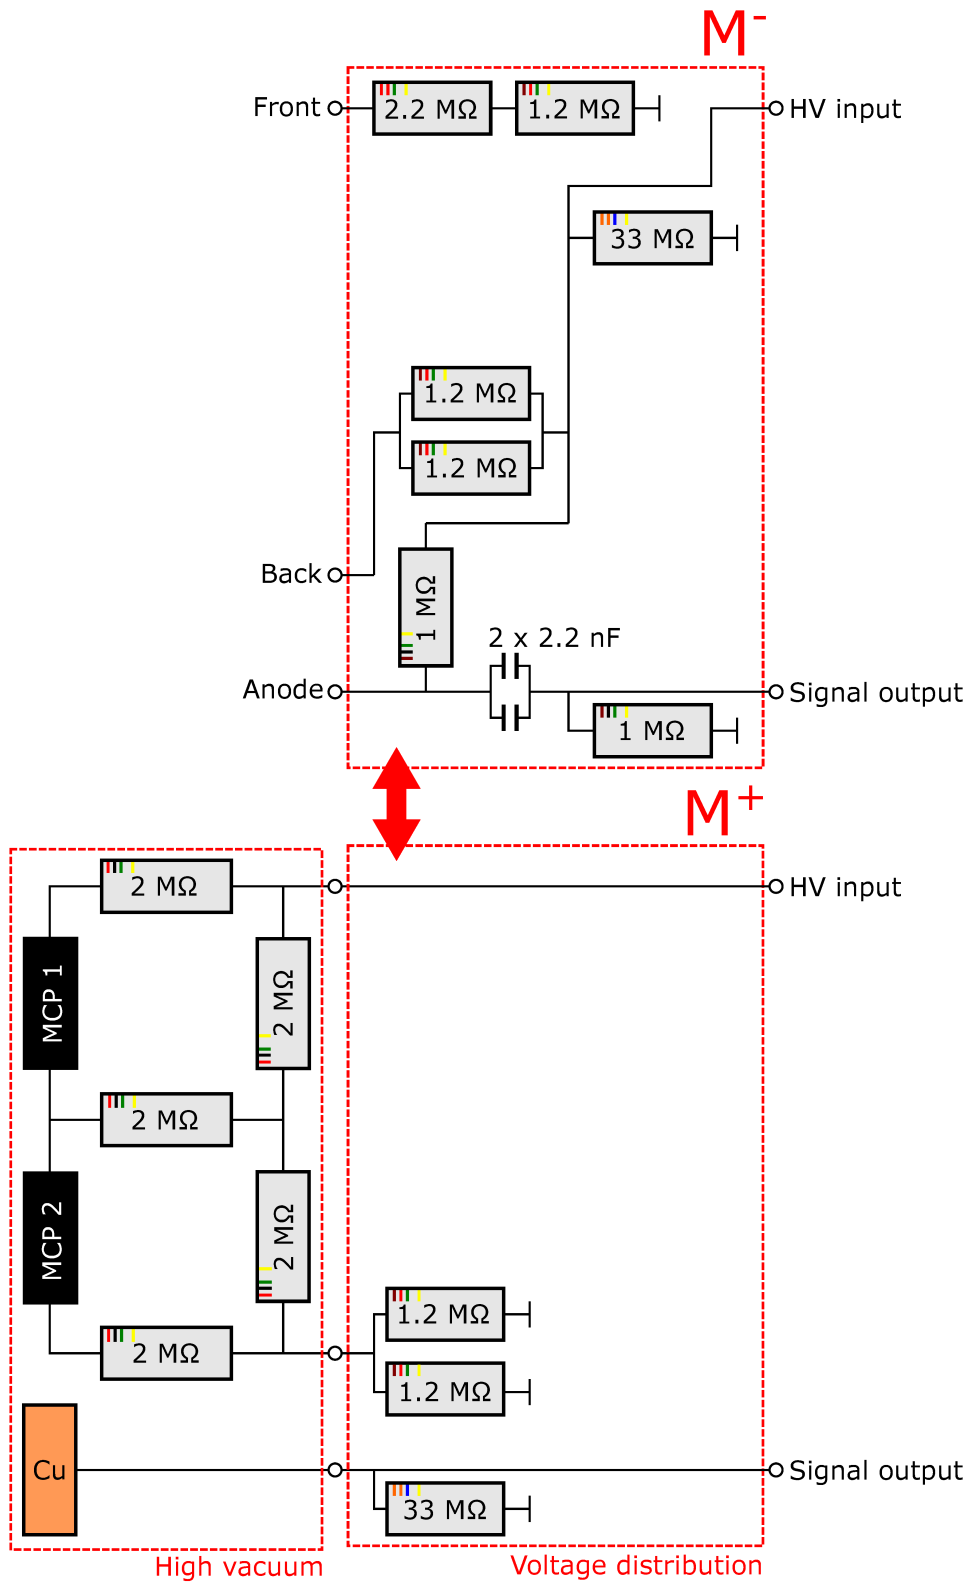 M-
Front
2.2 MΩ
1.2 MΩ
HV input
33 MΩ
1.2 MΩ
1.2 MΩ
Back
1 MΩ
2 x 2.2 nF
Anode
Signal output
1 MΩ
M+
2 MΩ
HV input
MCP 1
2 MΩ
2 MΩ
MCP 2
2 MΩ
1.2 MΩ
2 MΩ
1.2 MΩ
Cu
Signal output
33 MΩ
High vacuum
Voltage distribution